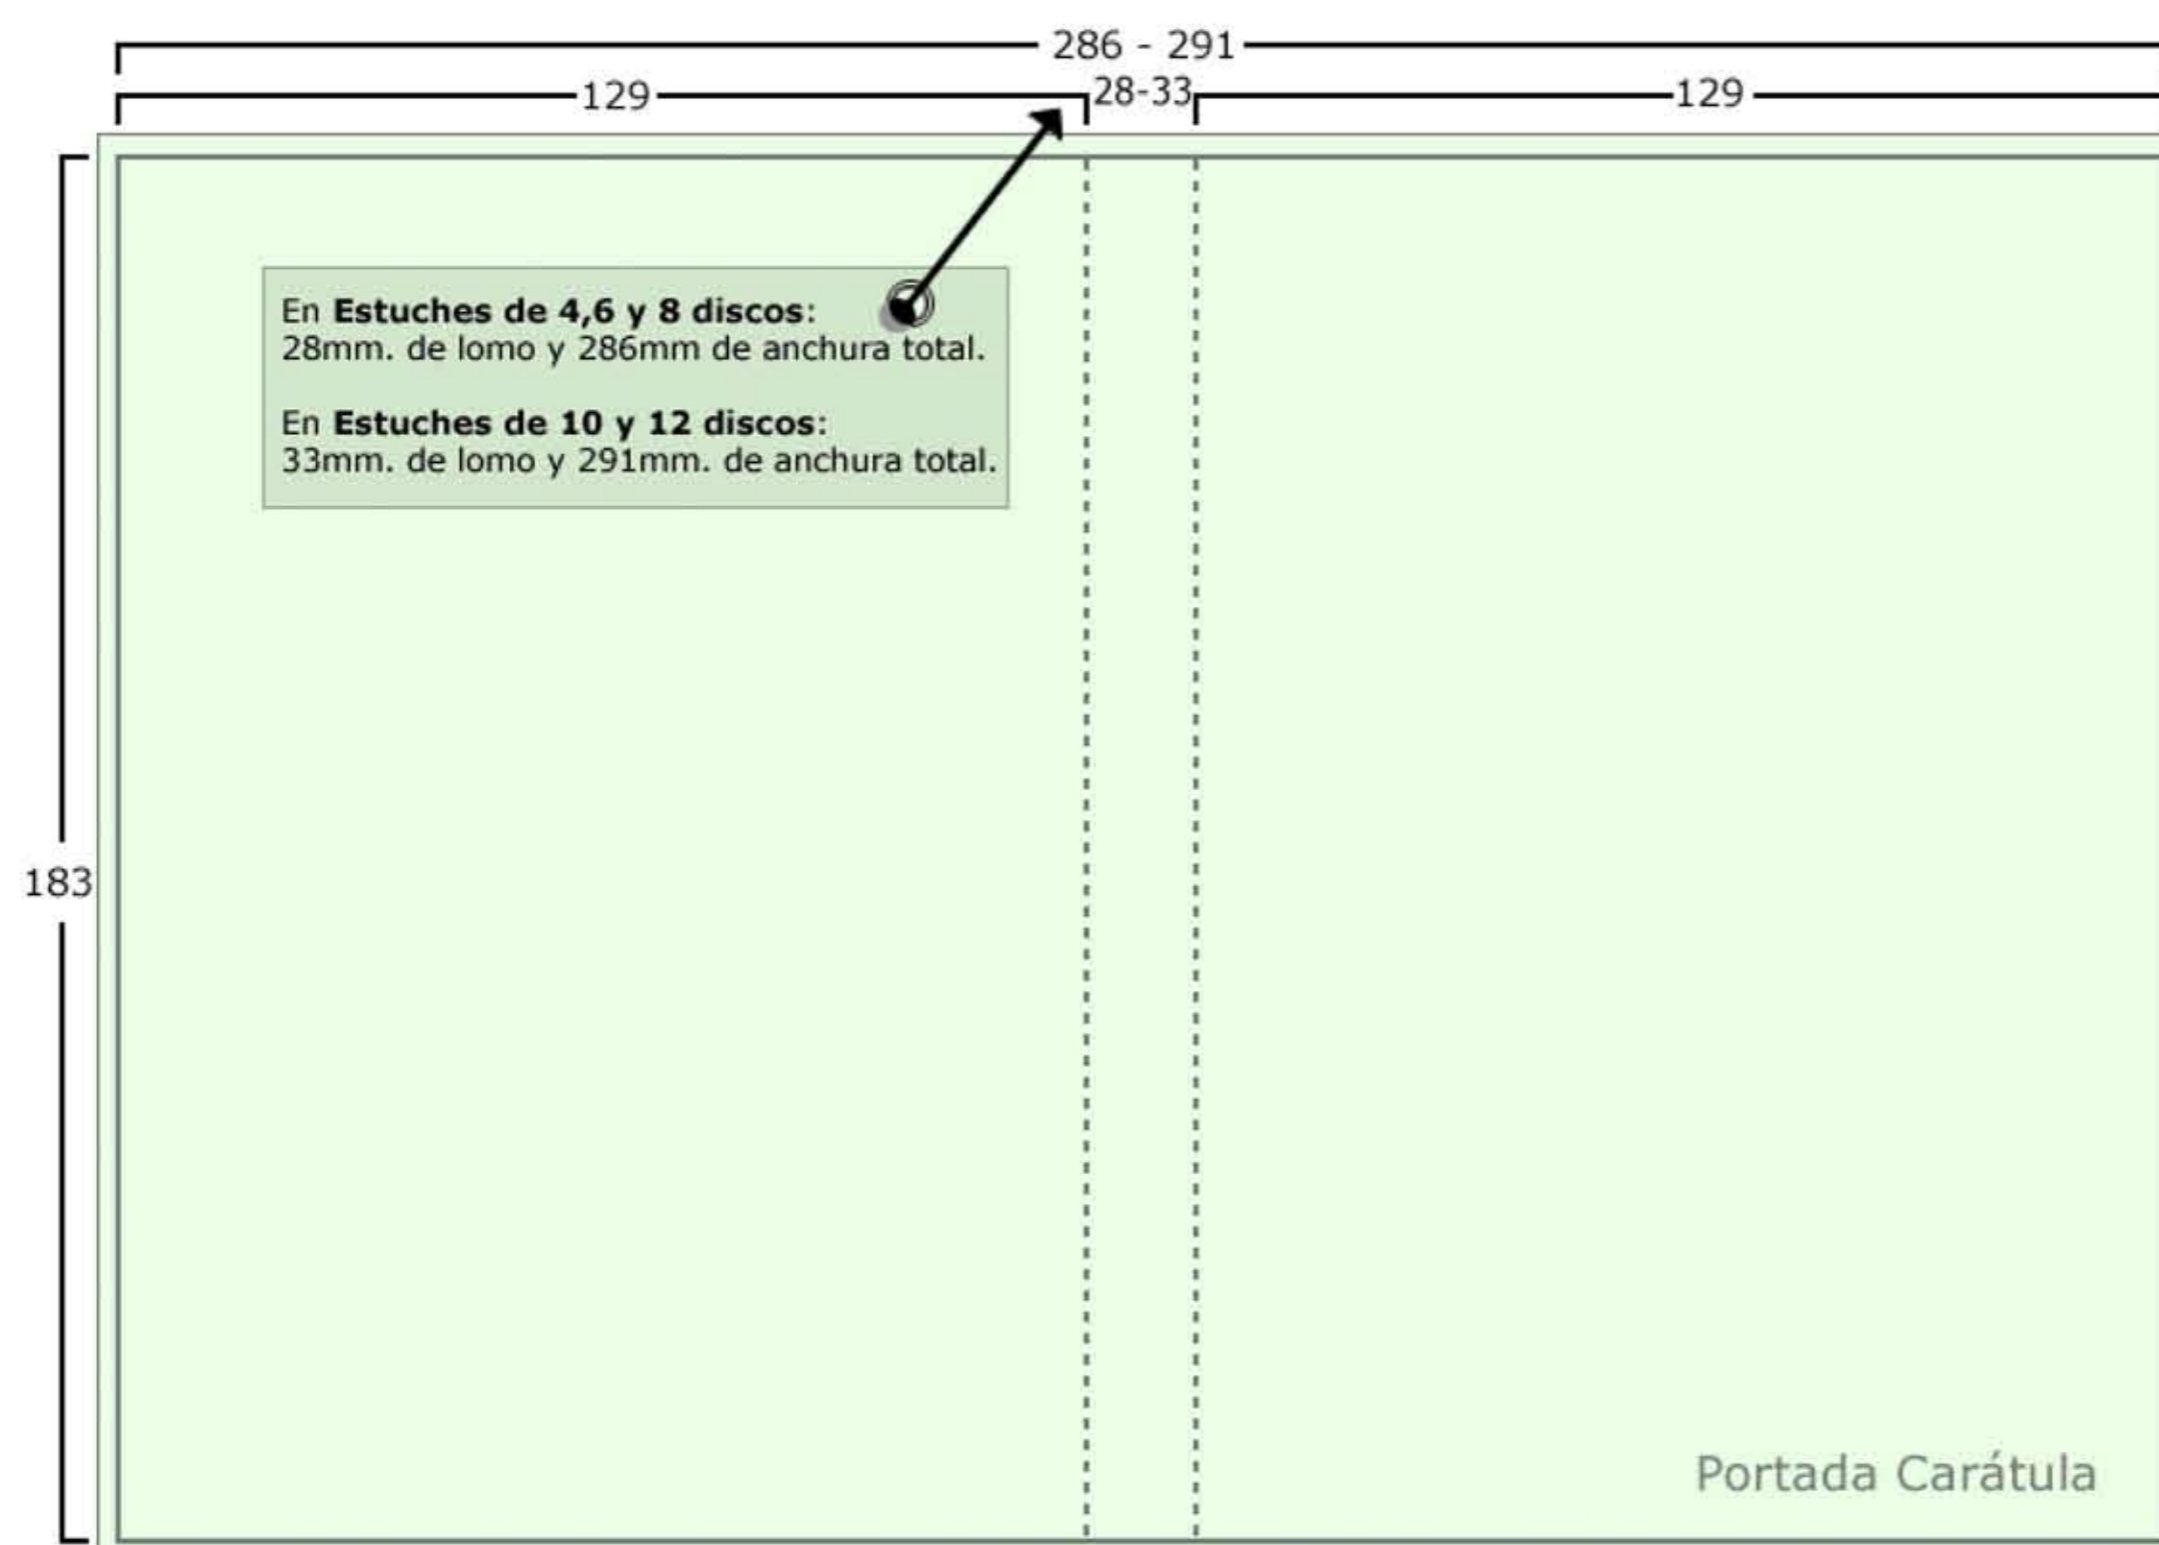 286 - 291
129
28-33
129
En Estuches de 4,6 y 8 discos:
28mm. de lomo y 286mm de anchura total.
En Estuches de 10 y 12 discos:
33mm. de lomo y 291mm. de anchura total.
183
Portada Carátula